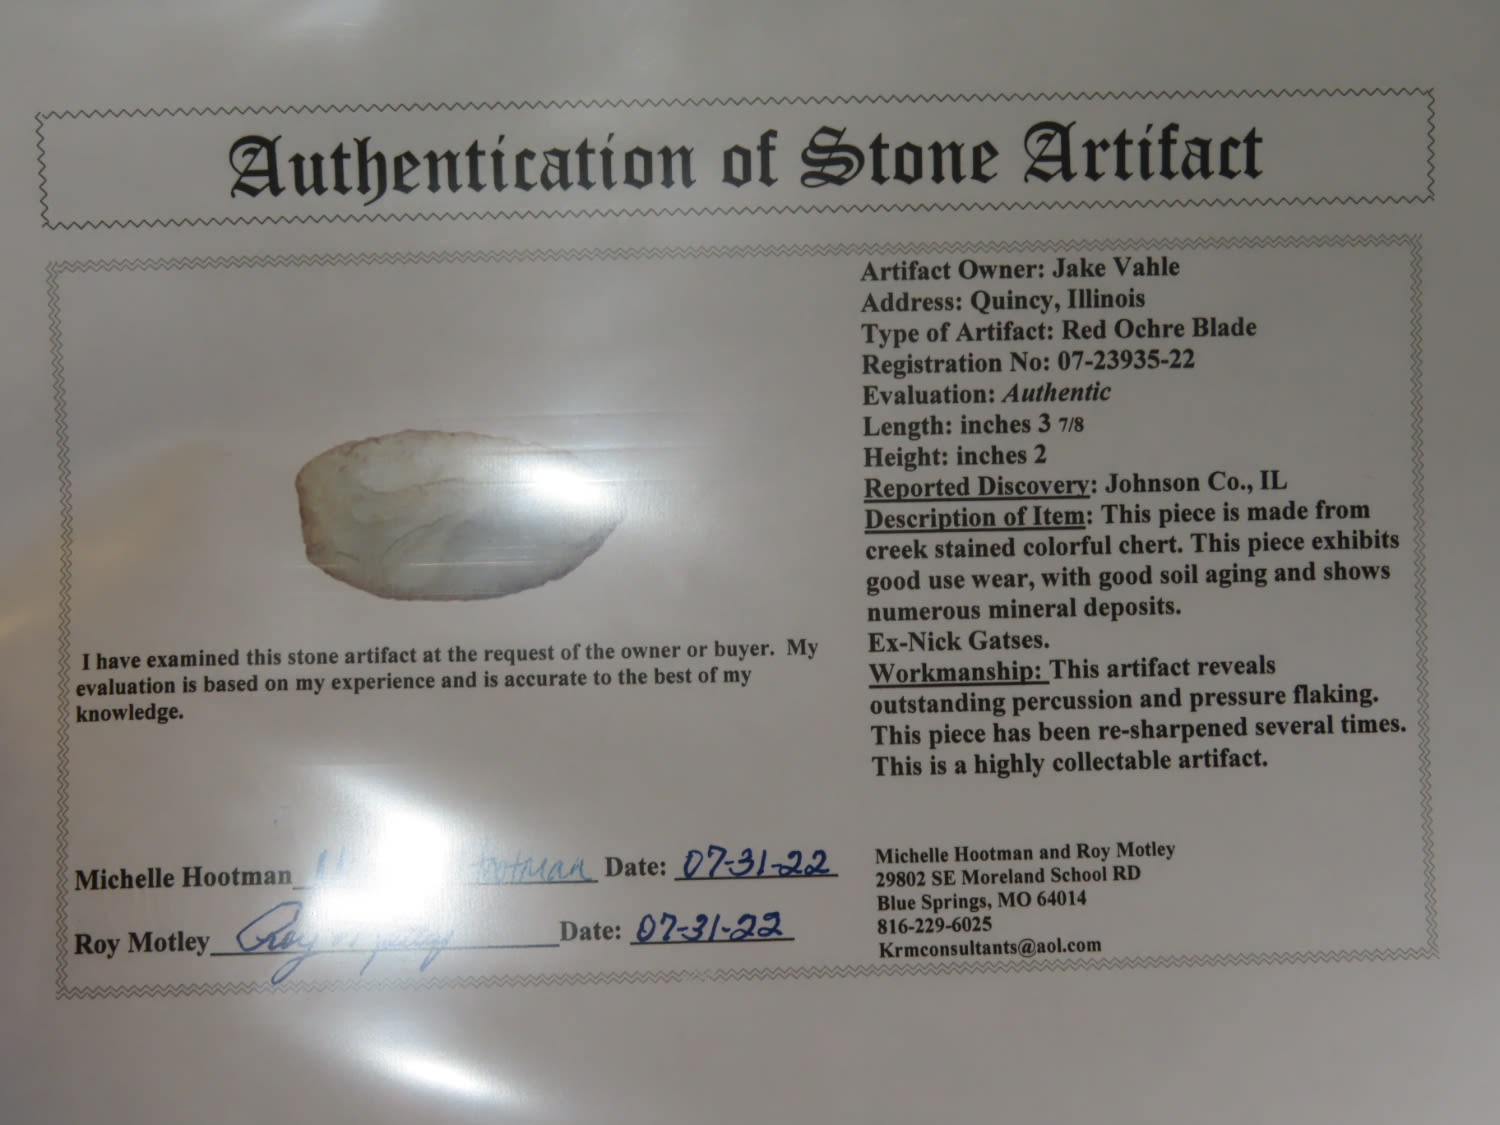 Authentication of Stone Artifact
Artifact Owner: Jake Vahle
Address: Quincy, Illinois
Type of Artifact: Red Ochre Blade
Registration No: 07-23935-22
Evaluation: Authentic
Length: inches 3 7/8
Height: inches 2
Reported Discovery: Johnson Co., IL
Description of Item: This piece is made from
creek stained colorful chert. This piece exhibits
good use wear, with good soil aging and shows
numerous mineral deposits.
Ex-Nick Gatses.
Workmanship: This artifact reveals
outstanding percussion and pressure flaking.
This piece has been re-sharpened several times.
This is a highly collectable artifact.
I have examined this stone artifact at the request of the owner or buyer. My
evaluation is based on my experience and is accurate to the best of my
knowledge.
Michelle Hootman Hootman Date: 07-31-22
Roy Motley Roy Date: 07-31-22
Michelle Hootman and Roy Motley
29802 SE Moreland School RD
Blue Springs, MO 64014
816-229-6025
Krmconsultants@aol.com